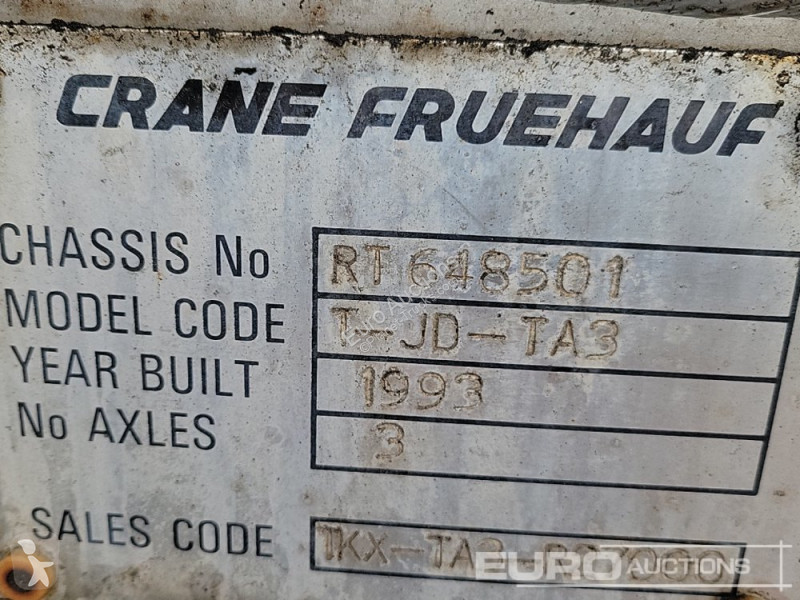 CRANE FRUEHAUF
CHASSIS No RT 648501
MODEL CODE T-JD-TA3
YEAR BUILT 1993
No AXLES 3
SALES CODE
EURO AUCTIONS